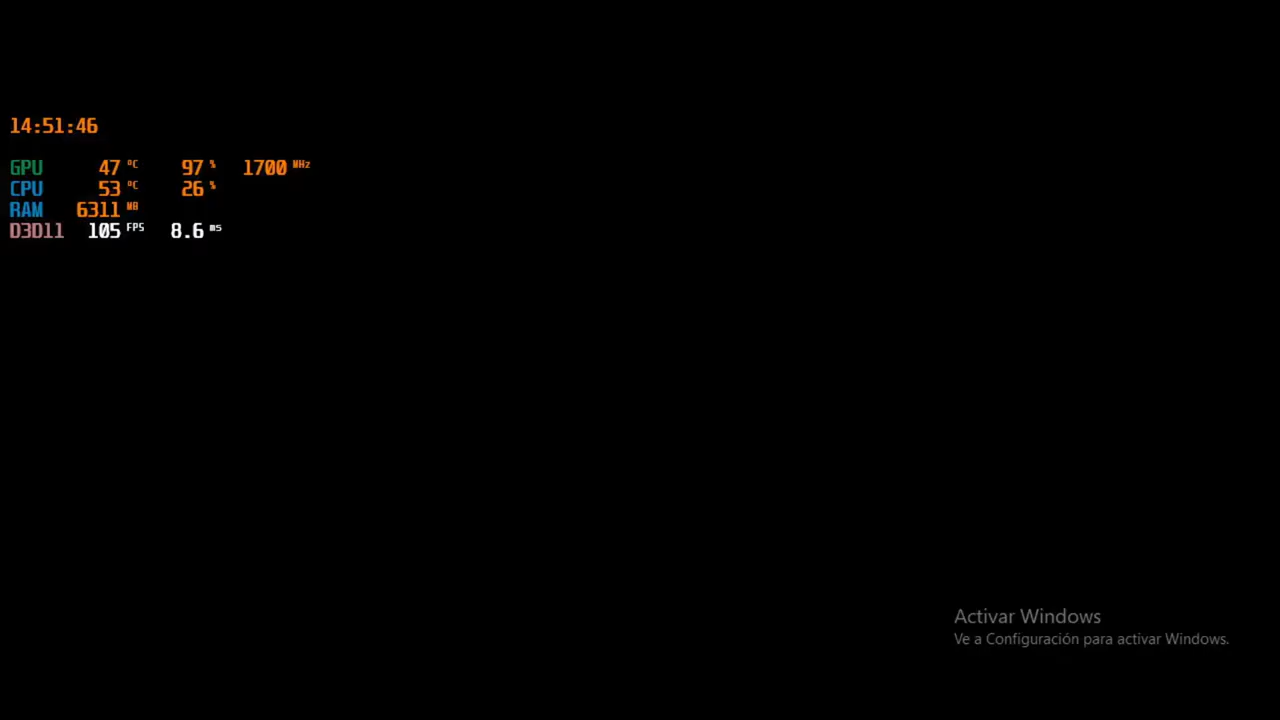 14:51:46
GPU 47 °C 97 % 1700 MHz
CPU 53 °C 26 %
RAM 6311 MB
D3D11 105 FPS 8.6 ms
Activar Windows
Ve a Configuración para activar Windows.